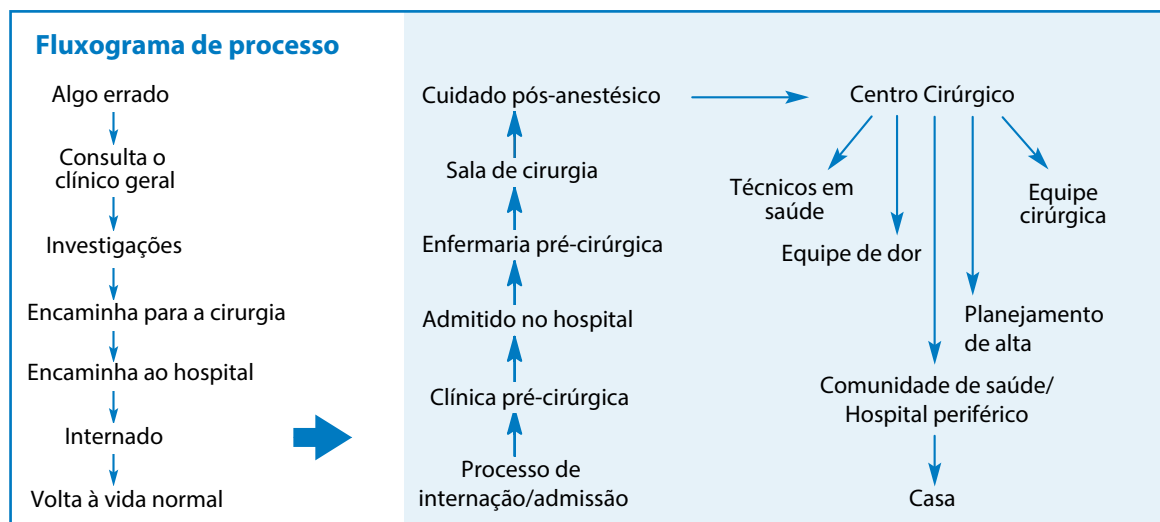 Fluxograma de processo
Algo errado
Consulta o
clínico geral
Investigações
Encaminha para a cirurgia
Encaminha ao hospital
Internado
Volta à vida normal
Cuidado pós-anestésico
Sala de cirurgia
Enfermaria pré-cirúrgica
Admitido no hospital
Clínica pré-cirúrgica
Processo de
internação/admissão
Centro Cirúrgico
Técnicos em
saúde
Equipe de dor
Equipe
cirúrgica
Planejamento
de alta
Comunidade de saúde/
Hospital periférico
Casa